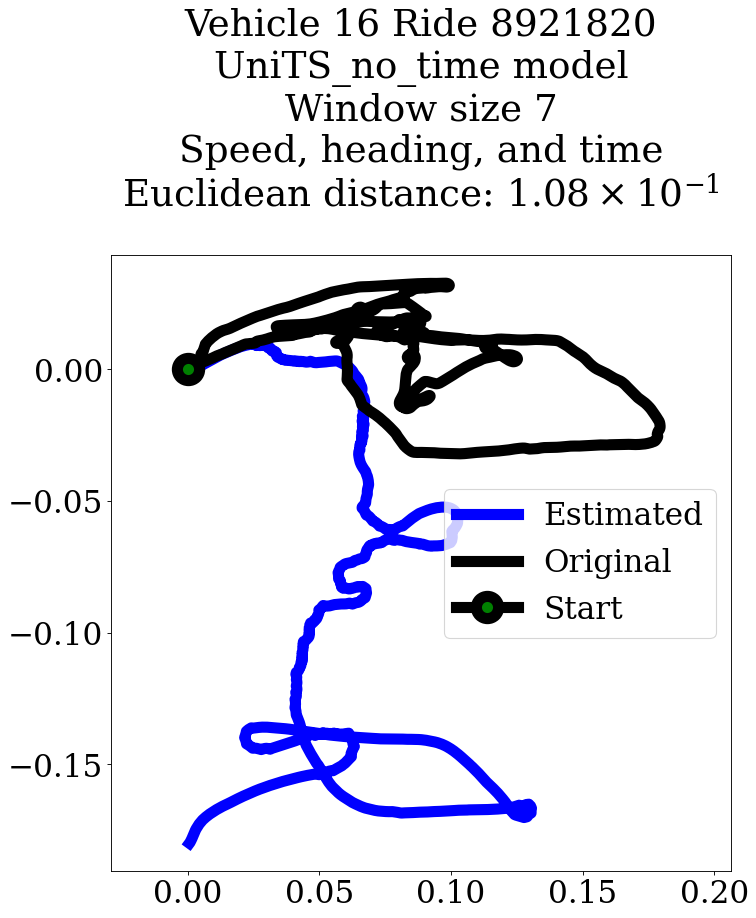 Vehicle 16 Ride 8921820
UniTS_no_time model
Window size 7
Speed, heading, and time
Euclidean distance: 1.08 × 10⁻¹
0.00
−0.05
−0.10
−0.15
Estimated
Original
Start
0.00 0.05 0.10 0.15 0.20